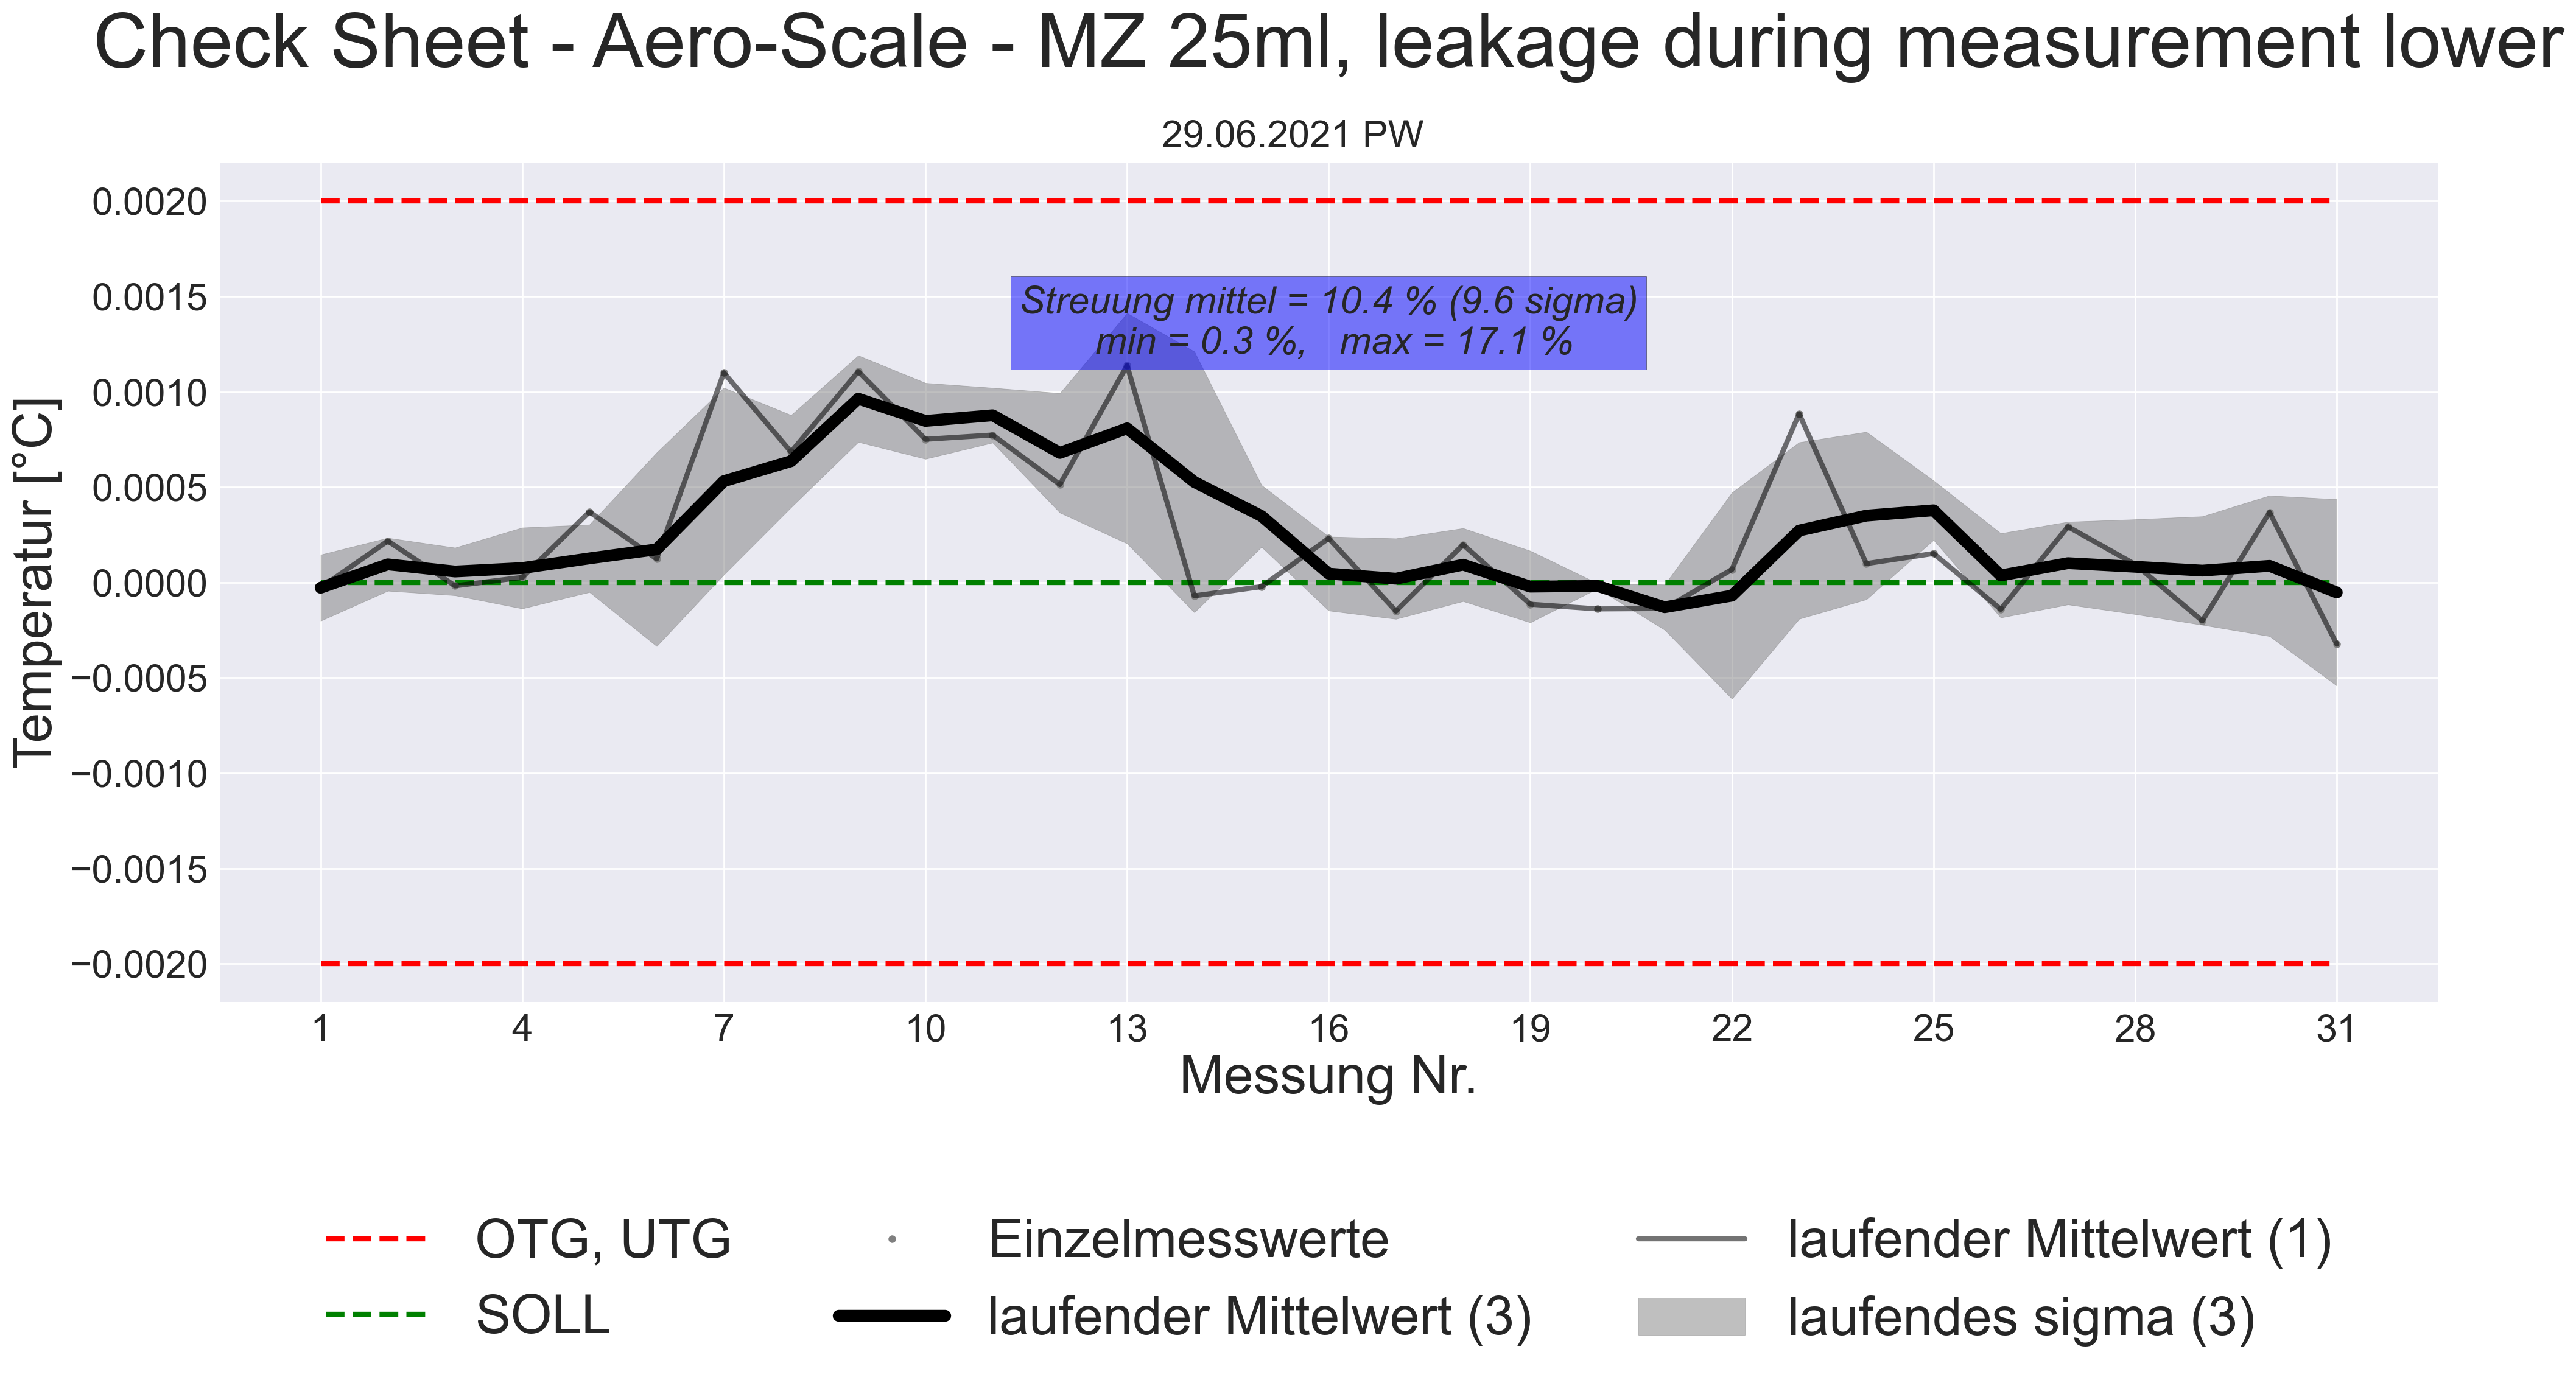 Check Sheet - Aero-Scale - MZ 25ml, leakage during measurement lower
29.06.2021 PW
Temperatur [°C]
0.0020
0.0015
0.0010
0.0005
0.0000
−0.0005
−0.0010
−0.0015
−0.0020
Streuung mittel = 10.4 % (9.6 sigma)
min = 0.3 %, max = 17.1 %
1 4 7 10 13 16 19 22 25 28 31
Messung Nr.
OTG, UTG
SOLL
Einzelmesswerte
laufender Mittelwert (3)
laufender Mittelwert (1)
laufendes sigma (3)